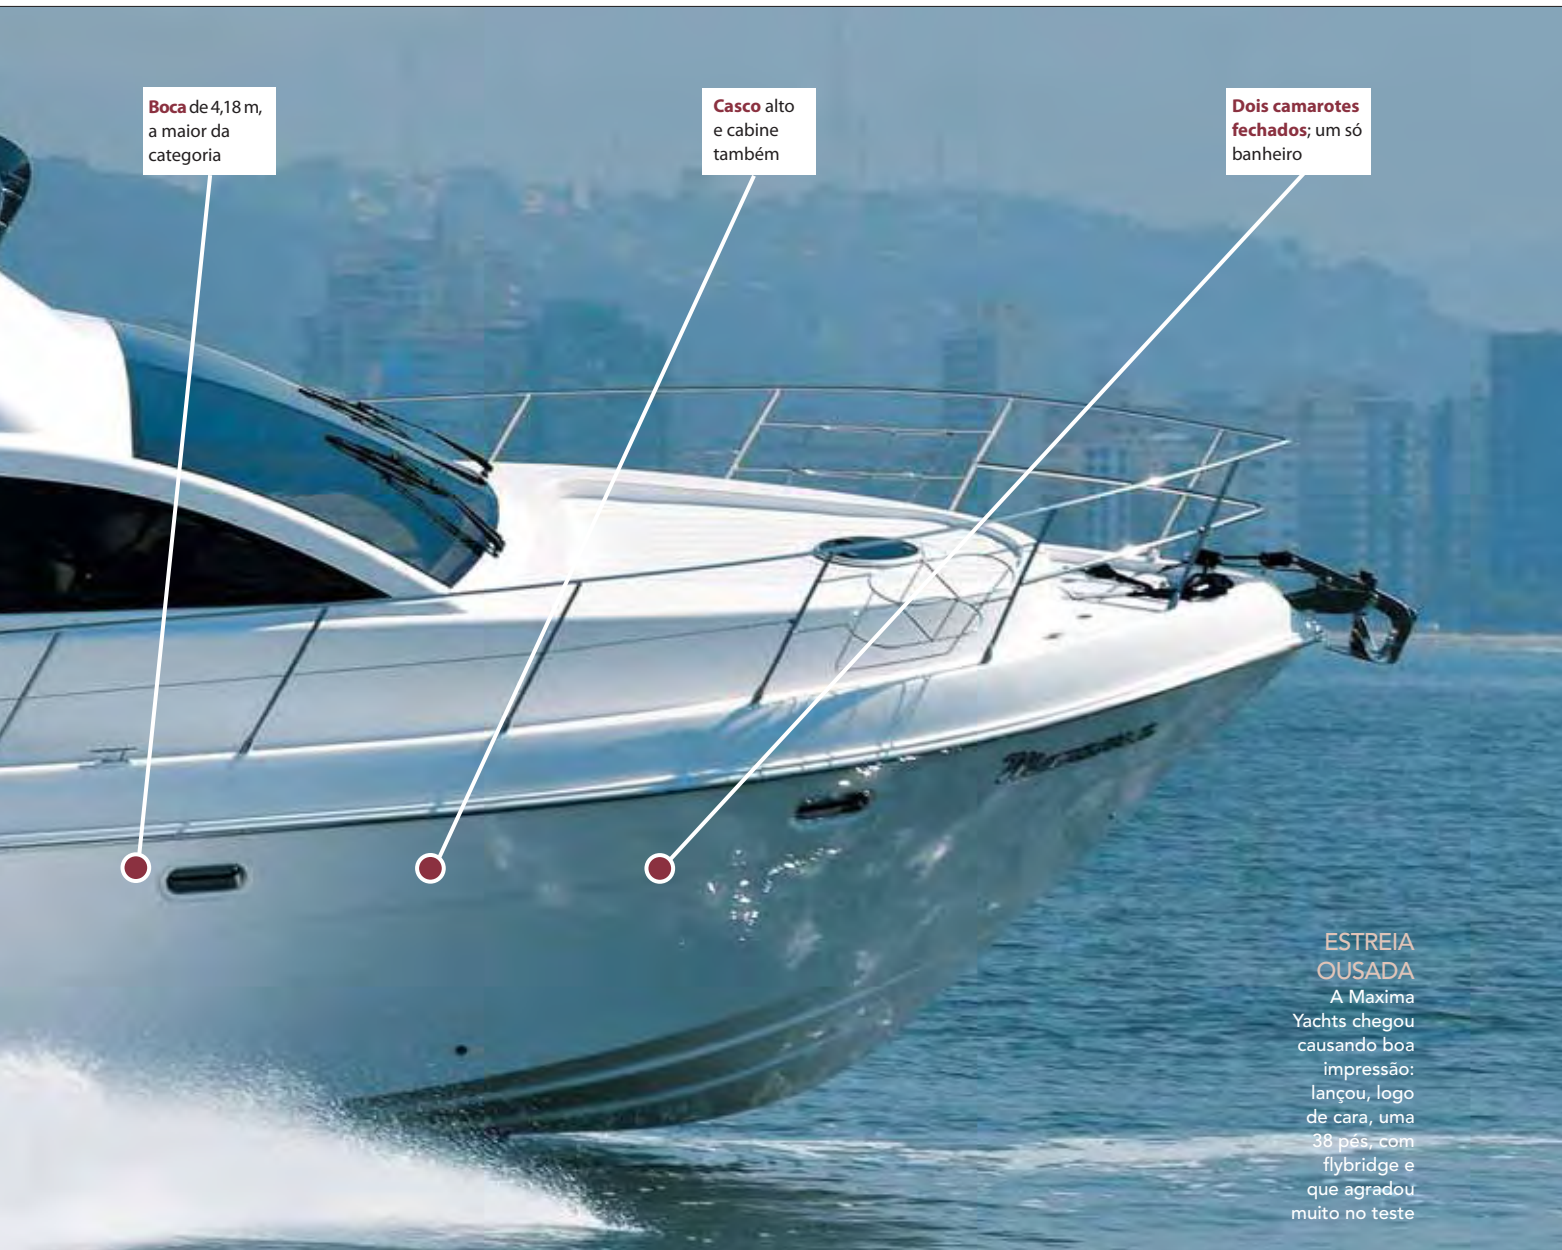 Boca de 4,18 m,
a maior da
categoria
Casco alto
e cabine
também
Dois camarotes
fechados; um só
banheiro
ESTREIA
OUSADA
A Maxima
Yachts chegou
causando boa
impressão:
lançou, logo
de cara, uma
38 pés, com
flybridge e
que agradou
muito no teste